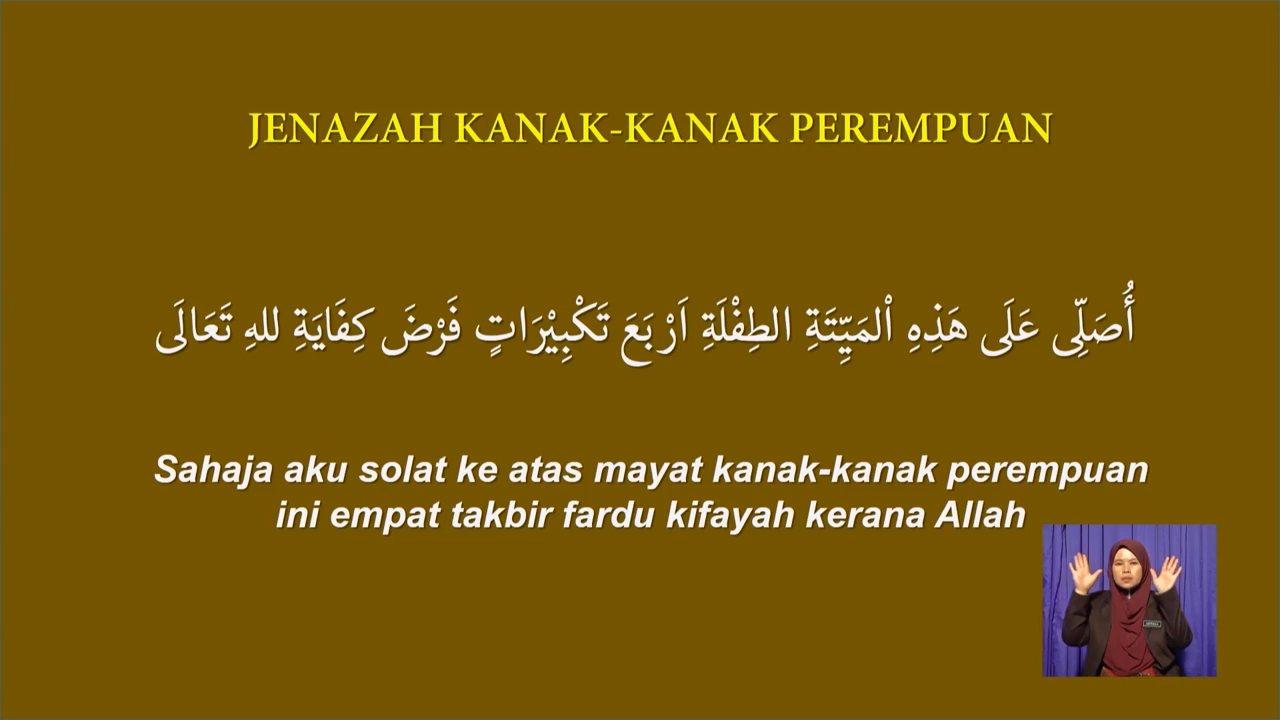 JENAZAH KANAK-KANAK PEREMPUAN
أُصَلِّى عَلَى هَذِهِ اْلمَيِّتَةِ الطِفْلَةِ اَرْبَعَ تَكْبِيْرَاتٍ فَرْضَ كِفَايَةِ للهِ تَعَالَى
Sahaja aku solat ke atas mayat kanak-kanak perempuan
ini empat takbir fardu kifayah kerana Allah